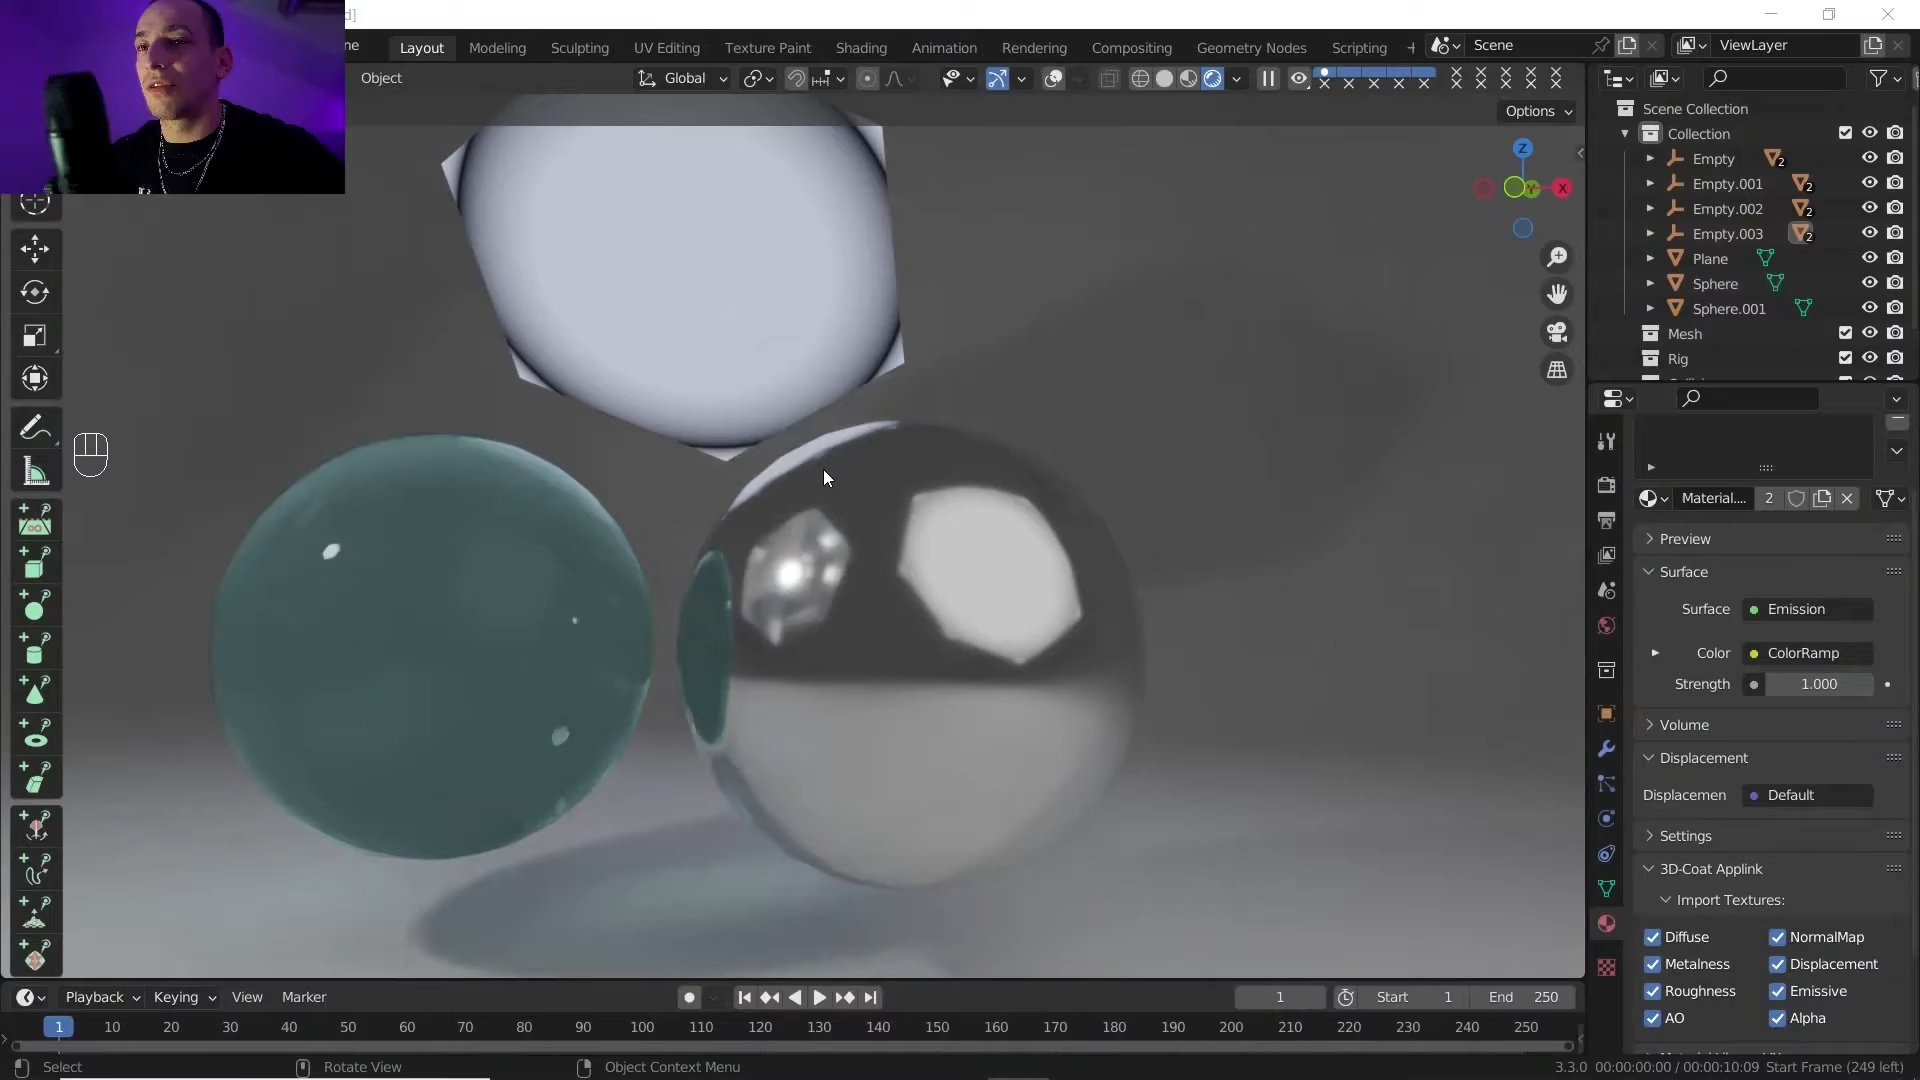 d]
ne
Layout
Modeling
Sculpting
UV Editing
Texture Paint
Shading
Animation
Rendering
Compositing
Geometry Nodes
Scripting
Scene
ViewLayer
Object
Global
Options
Z
X
Scene Collection
Collection
Empty
2
Empty.001
2
Empty.002
2
Empty.003
2
Plane
Sphere
Sphere.001
Mesh
Rig
Material....
2
Preview
Surface
Surface
Emission
Color
ColorRamp
Strength
1.000
Volume
Displacement
Displacemen
Default
Settings
3D-Coat Applink
Import Textures:
Diffuse
NormalMap
Metalness
Displacement
Roughness
Emissive
AO
Alpha
Playback
Keying
View
Marker
1
Start
1
End
250
1
10
20
30
40
50
60
70
80
90
100
110
120
130
140
150
160
170
180
190
200
210
220
230
240
250
Select
Rotate View
Object Context Menu
3.3.0
00:00:00:00 / 00:00:10:09
Start Frame (249 left)